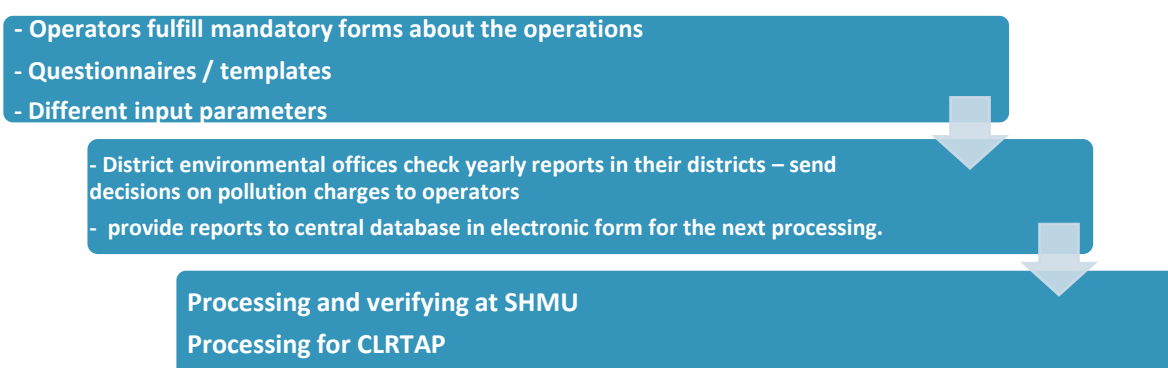 - Operators fulfill mandatory forms about the operations
- Questionnaires / templates
- Different input parameters
- District environmental offices check yearly reports in their districts – send
decisions on pollution charges to operators
- provide reports to central database in electronic form for the next processing.
Processing and verifying at SHMU
Processing for CLRTAP